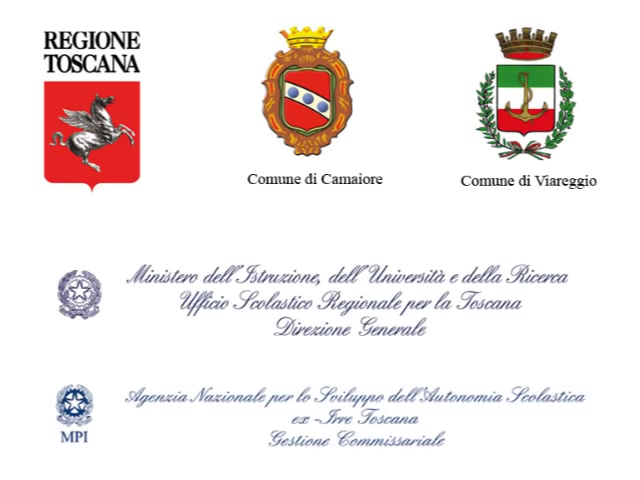 REGIONE
TOSCANA
Comune di Camaiore
Comune di Viareggio
Ministero dell'Istruzione, dell'Università e della Ricerca
Ufficio Scolastico Regionale per la Toscana
Direzione Generale
Agenzia Nazionale per lo Sviluppo dell'Autonomia Scolastica
ex -Irre Toscana
Gestione Commissariale
MPI